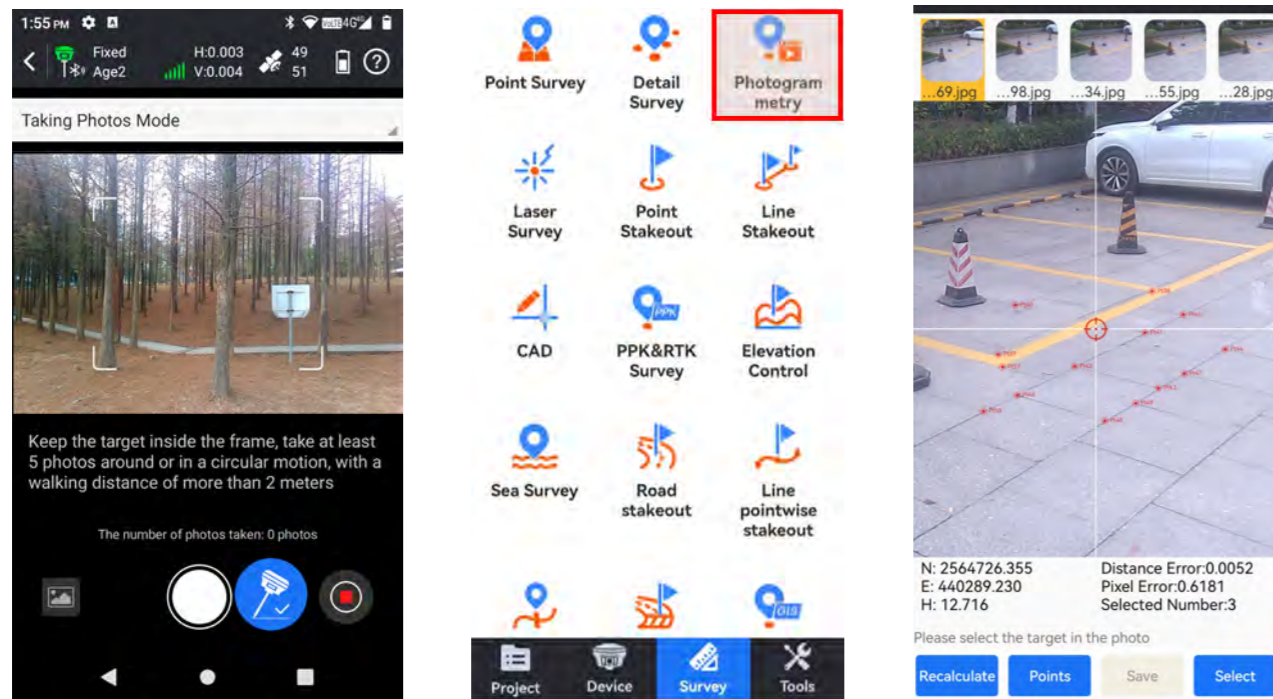 1:55 PM
4G
Fixed
Age2
H:0.003
V:0.004
49
51
Taking Photos Mode
Keep the target inside the frame, take at least
5 photos around or in a circular motion, with a
walking distance of more than 2 meters
The number of photos taken: 0 photos
Point Survey
Detail
Survey
Photogram
metry
Laser
Survey
Point
Stakeout
Line
Stakeout
CAD
PPK
PPK&RTK
Survey
Elevation
Control
Sea Survey
Road
stakeout
Line
pointwise
stakeout
GIS
Project
Device
Survey
Tools
...69.jpg
...98.jpg
...34.jpg
...55.jpg
...28.jpg
N: 2564726.355
E: 440289.230
H: 12.716
Distance Error:0.0052
Pixel Error:0.6181
Selected Number:3
Please select the target in the photo
Recalculate
Points
Save
Select